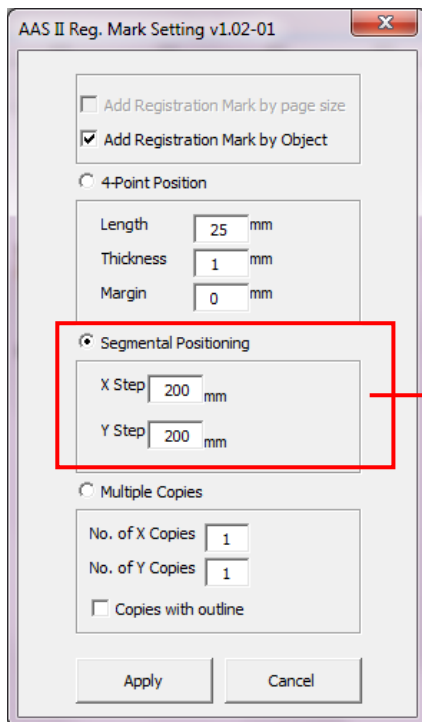 AAS II Reg. Mark Setting v1.02-01
Add Registration Mark by page size
Add Registration Mark by Object
4-Point Position
Length 25 mm
Thickness 1 mm
Margin 0 mm
Segmental Positioning
X Step 200 mm
Y Step 200 mm
Multiple Copies
No. of X Copies 1
No. of Y Copies 1
Copies with outline
Apply Cancel